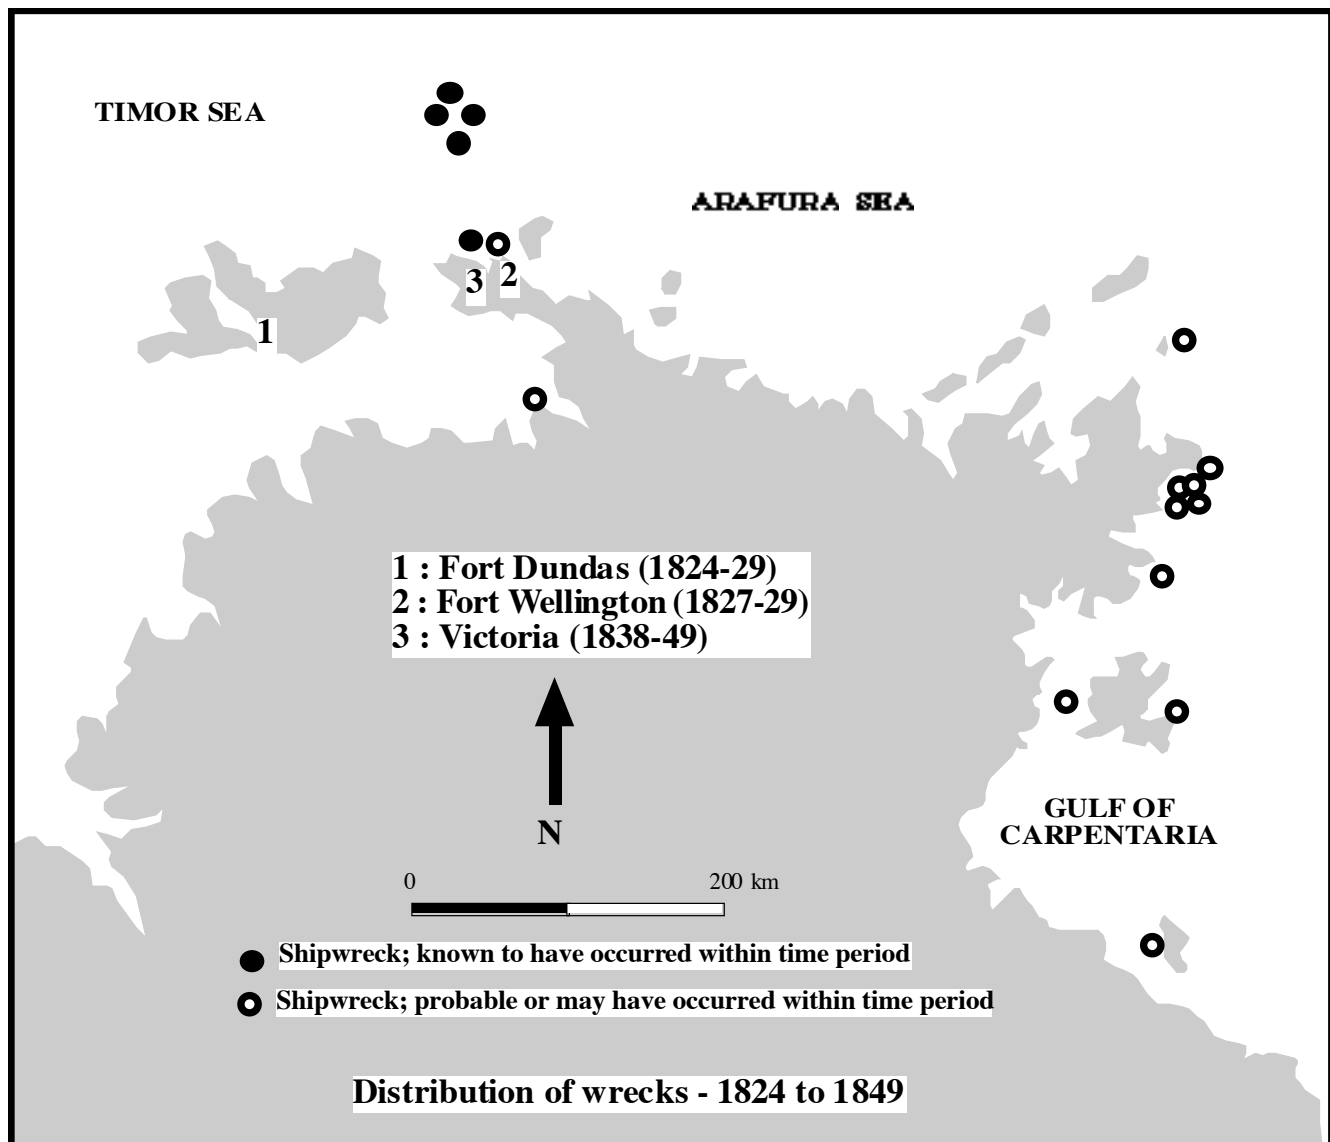 TIMOR SEA
ARAFURA SEA
3
2
1
1 : Fort Dundas (1824-29)
2 : Fort Wellington (1827-29)
3 : Victoria (1838-49)
N
GULF OF
CARPENTARIA
0 200 km
Shipwreck; known to have occurred within time period
Shipwreck; probable or may have occurred within time period
Distribution of wrecks - 1824 to 1849